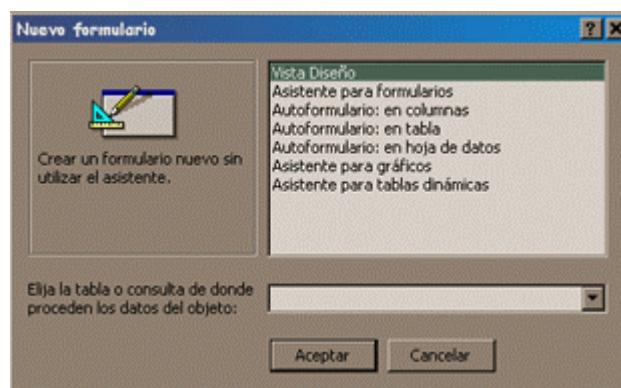 Nuevo formulario
Crear un formulario nuevo sin
utilizar el asistente.
Vista Diseño
Asistente para formularios
Autoformulario: en columnas
Autoformulario: en tabla
Autoformulario: en hoja de datos
Asistente para gráficos
Asistente para tablas dinámicas
Elija la tabla o consulta de donde
proceden los datos del objeto:
Aceptar
Cancelar